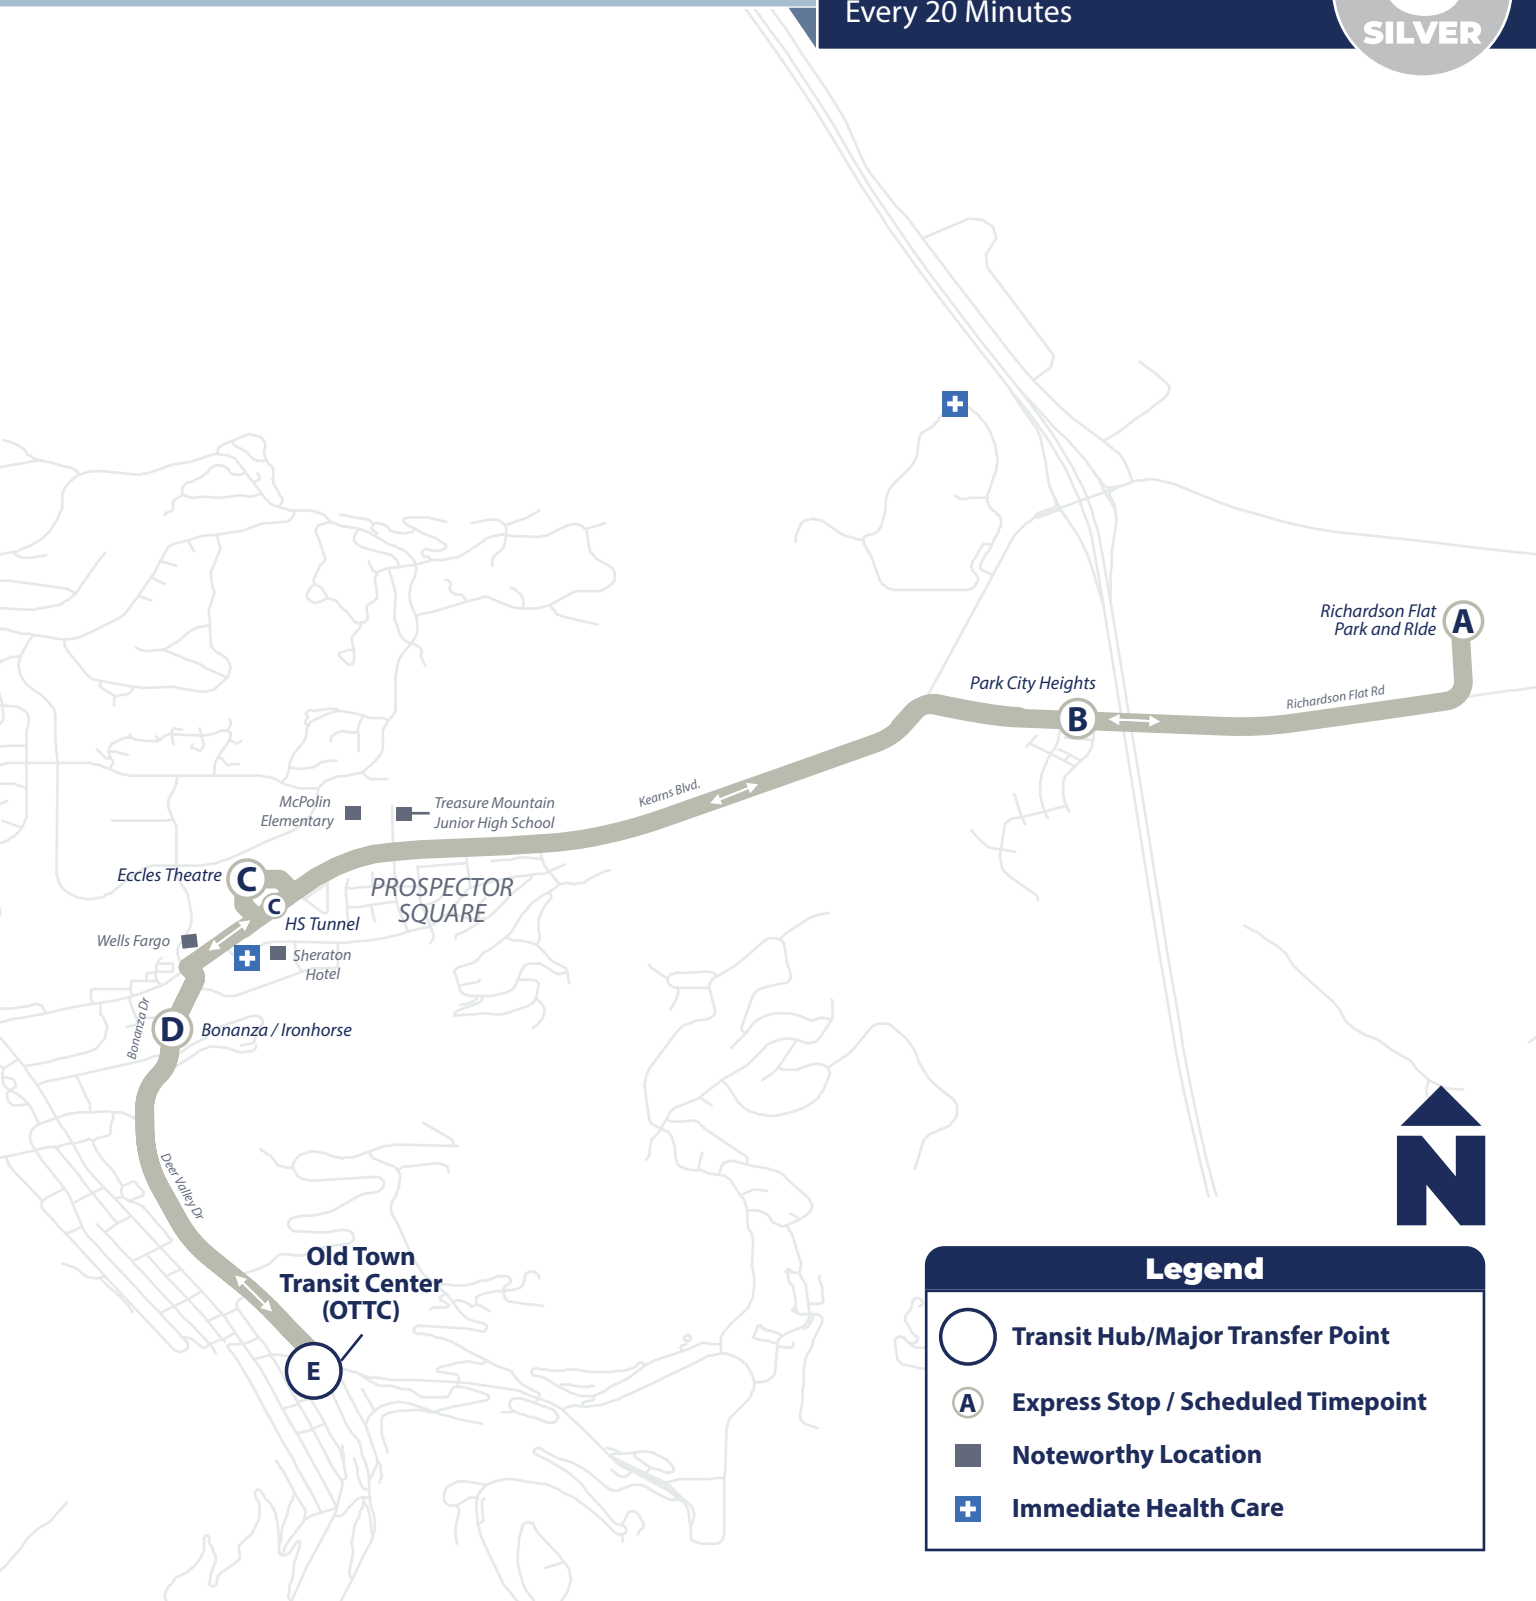 Every 20 Minutes
SILVER
Richardson Flat
Park and RIde
A
Park City Heights
B
Richardson Flat Rd
Kearns Blvd.
McPolin
Elementary
Treasure Mountain
Junior High School
Eccles Theatre
C
C
HS Tunnel
PROSPECTOR
SQUARE
Wells Fargo
Sheraton
Hotel
Bonanza Dr
D
Bonanza / Ironhorse
Deer Valley Dr
Old Town
Transit Center
(OTTC)
E
N
Legend
Transit Hub/Major Transfer Point
A
Express Stop / Scheduled Timepoint
Noteworthy Location
Immediate Health Care